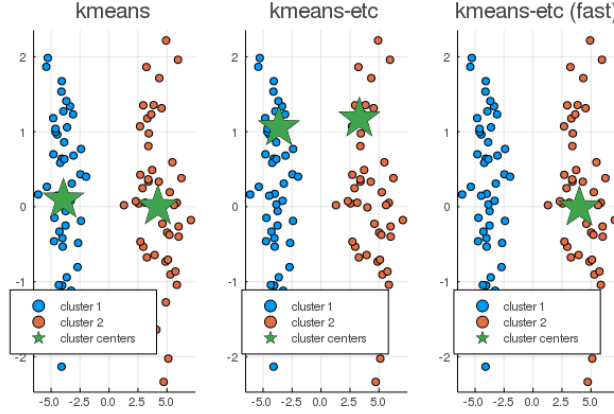 kmeans
kmeans-etc
kmeans-etc (fast)
2
1
0
-1
-2
cluster 1
cluster 2
cluster centers
-5.0 -2.5 0.0 2.5 5.0
2
1
0
-1
-2
cluster 1
cluster 2
cluster centers
-5.0 -2.5 0.0 2.5 5.0
2
1
0
-1
-2
cluster 1
cluster 2
cluster centers
-5.0 -2.5 0.0 2.5 5.0